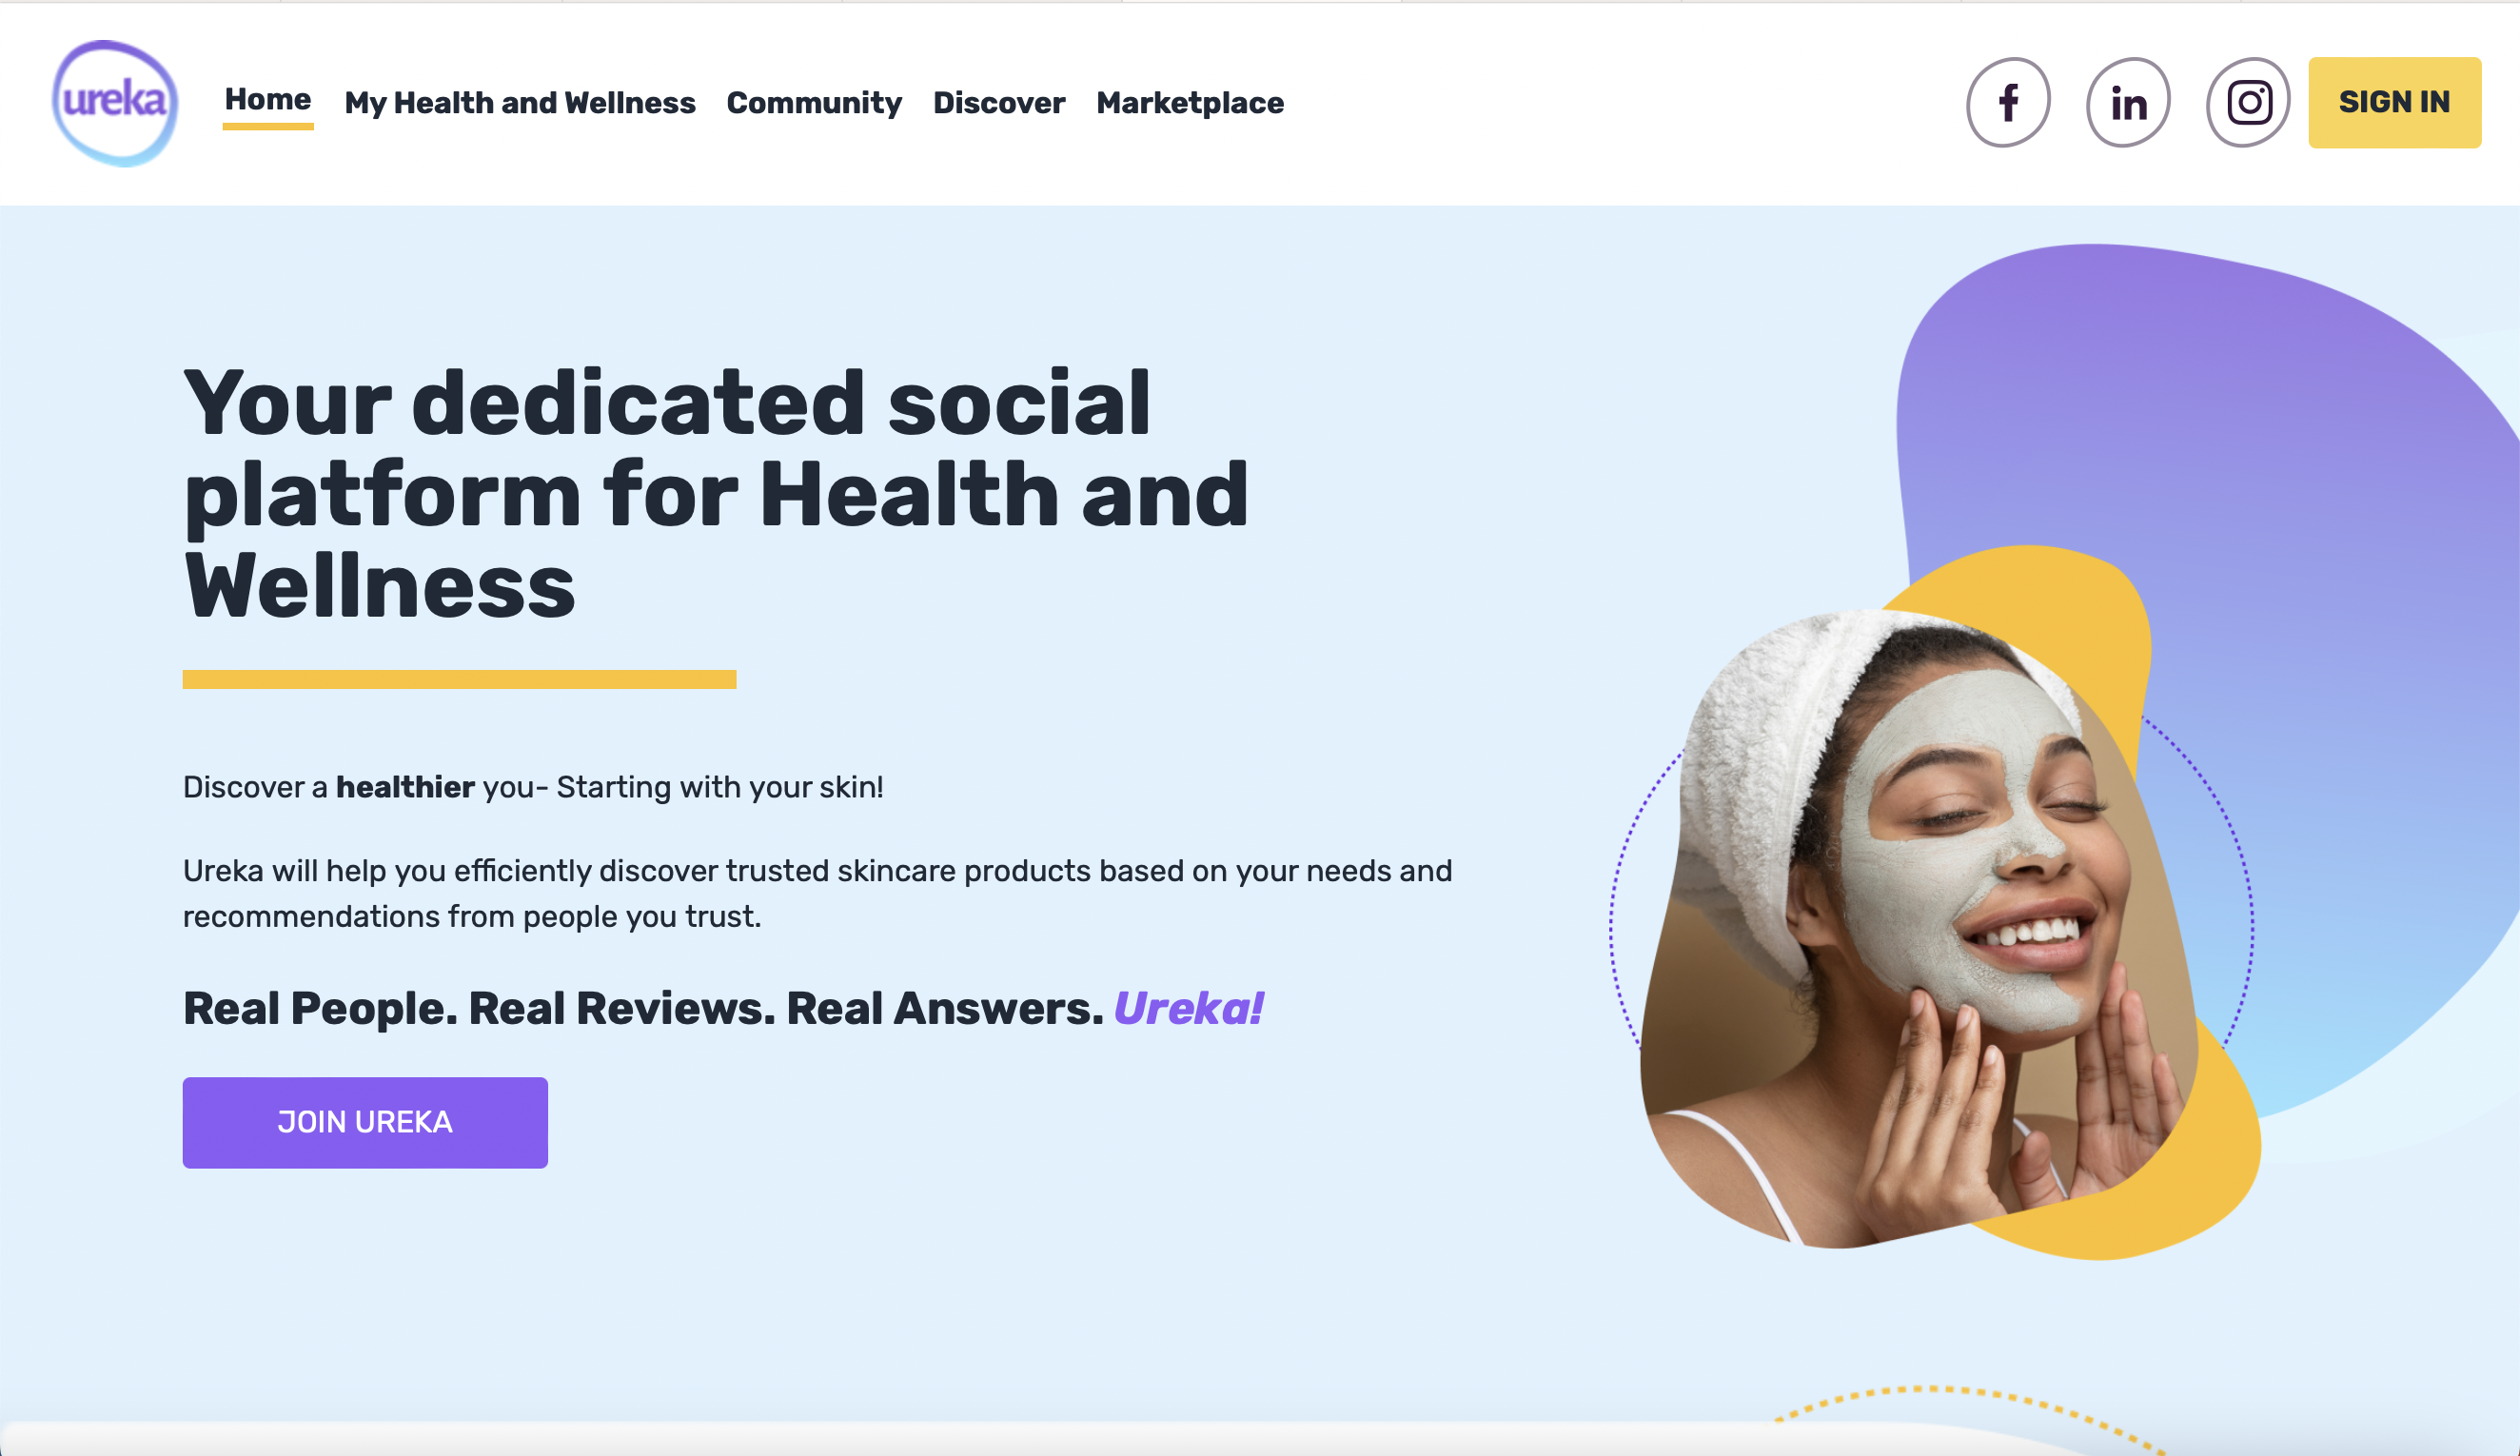 ureka
Home My Health and Wellness Community Discover Marketplace
f in SIGN IN
Your dedicated social
platform for Health and
Wellness
Discover a healthier you- Starting with your skin!
Ureka will help you efficiently discover trusted skincare products based on your needs and
recommendations from people you trust.
Real People. Real Reviews. Real Answers. Ureka!
JOIN UREKA